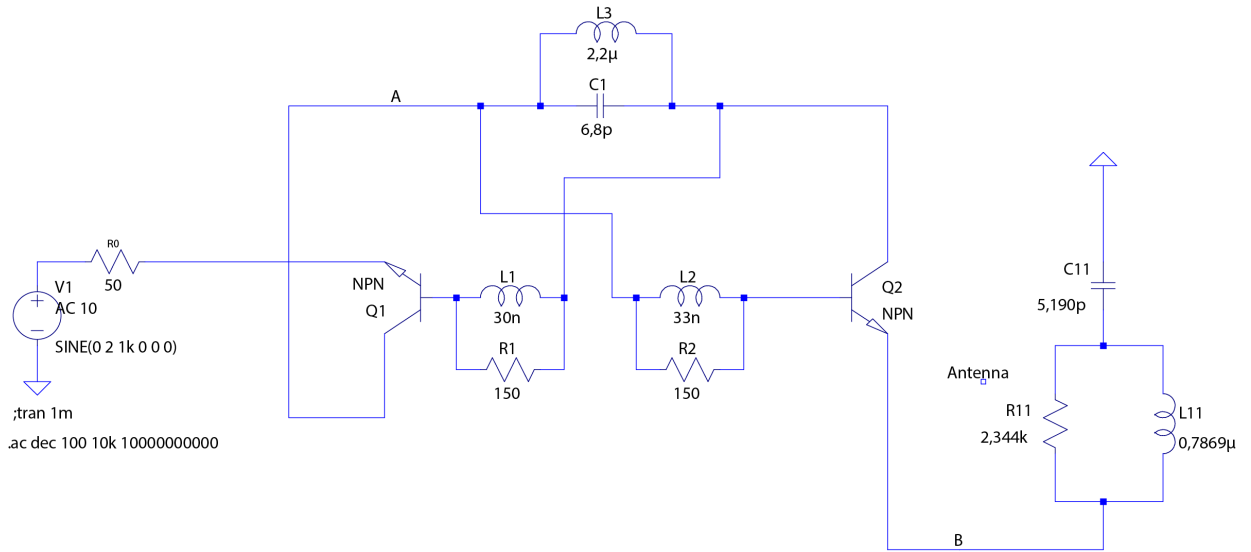 L3
2,2µ
A
C1
6,8p
R0
50
V1
AC 10
SINE(0 2 1k 0 0 0)
;tran 1m
.ac dec 100 10k 10000000000
NPN
Q1
L1
30n
R1
150
L2
33n
R2
150
Q2
NPN
C11
5,190p
Antenna
R11
2,344k
L11
0,7869µ
B